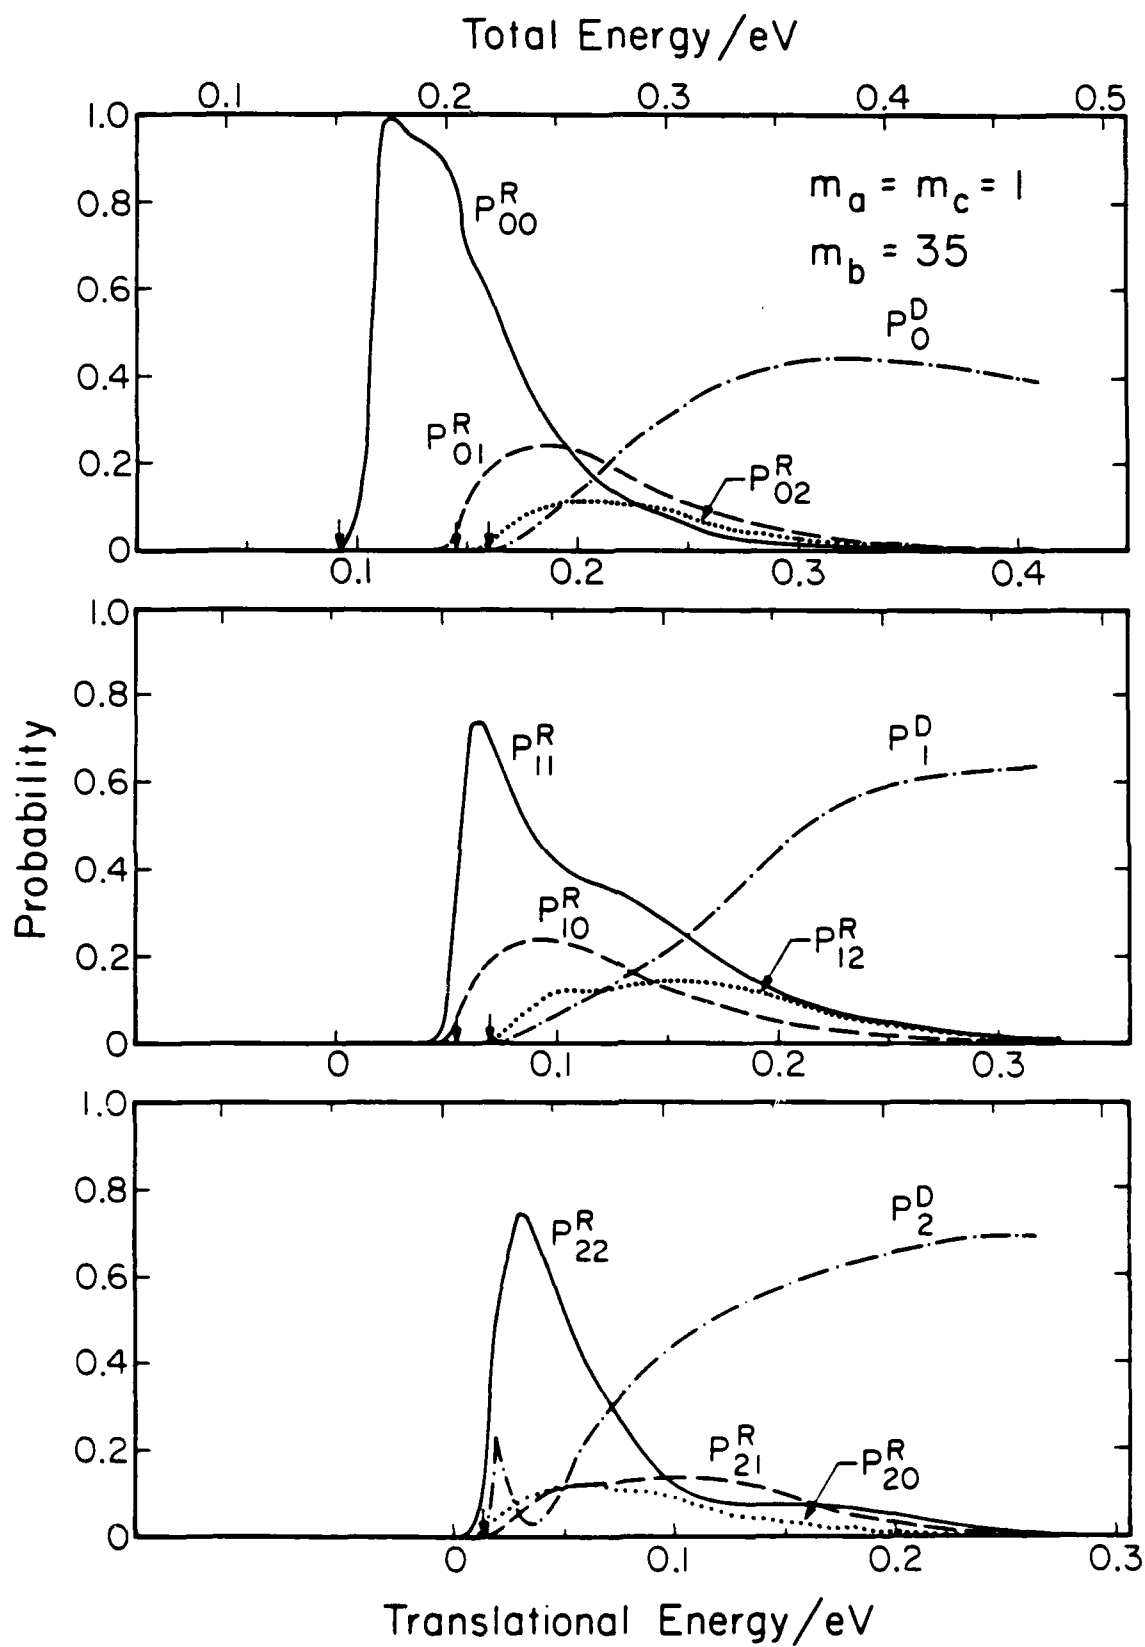 Total Energy/eV
0.1 0.2 0.3 0.4 0.5
1.0
0.8
0.6
0.4
0.2
0
P^R_00
m_a = m_c = 1
m_b = 35
P^D_0
P^R_01
P^R_02
0.1 0.2 0.3 0.4
Probability
1.0
0.8
0.6
0.4
0.2
0
P^R_11
P^D_1
P^R_10
P^R_12
0 0.1 0.2 0.3
1.0
0.8
0.6
0.4
0.2
0
P^R_22
P^D_2
P^R_21
P^R_20
0 0.1 0.2 0.3
Translational Energy/eV